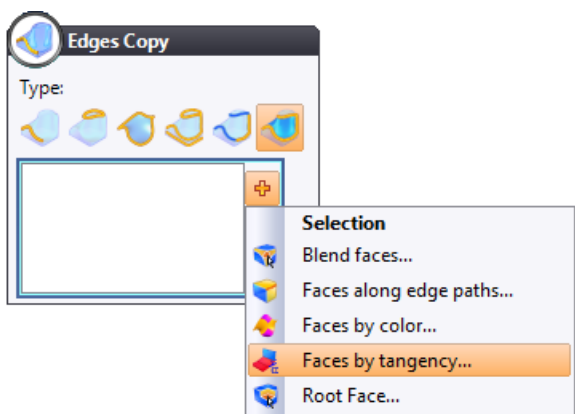 Edges Copy
Type:
Selection
Blend faces...
Faces along edge paths...
Faces by color...
Faces by tangency...
Root Face...